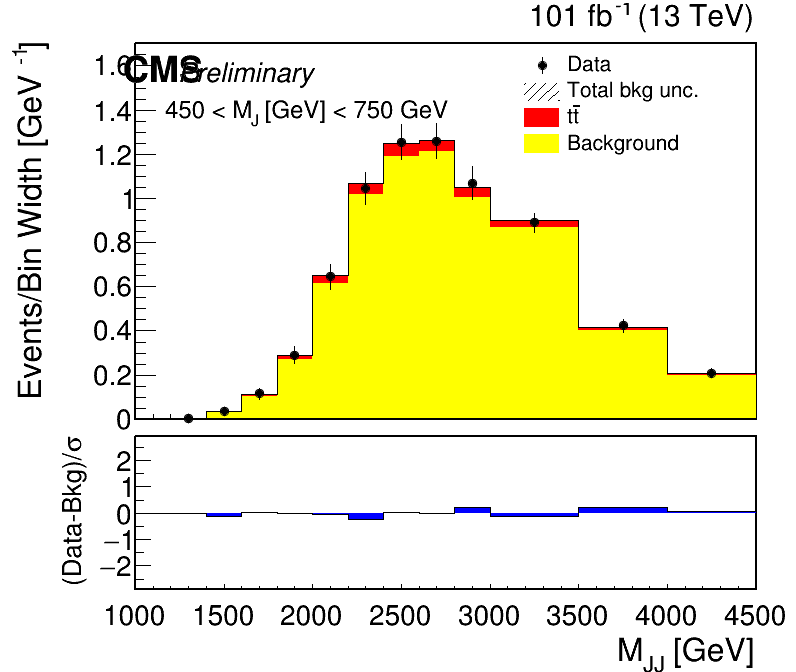 101 fb⁻¹ (13 TeV)
Events/Bin Width [GeV⁻¹]
1.6
CMS Preliminary
450 < M_J [GeV] < 750 GeV
Data
Total bkg unc.
tt̄
Background
1.4
1.2
1
0.8
0.6
0.4
0.2
0
(Data-Bkg)/σ
2
1
0
−1
−2
1000 1500 2000 2500 3000 3500 4000 4500
M_JJ [GeV]